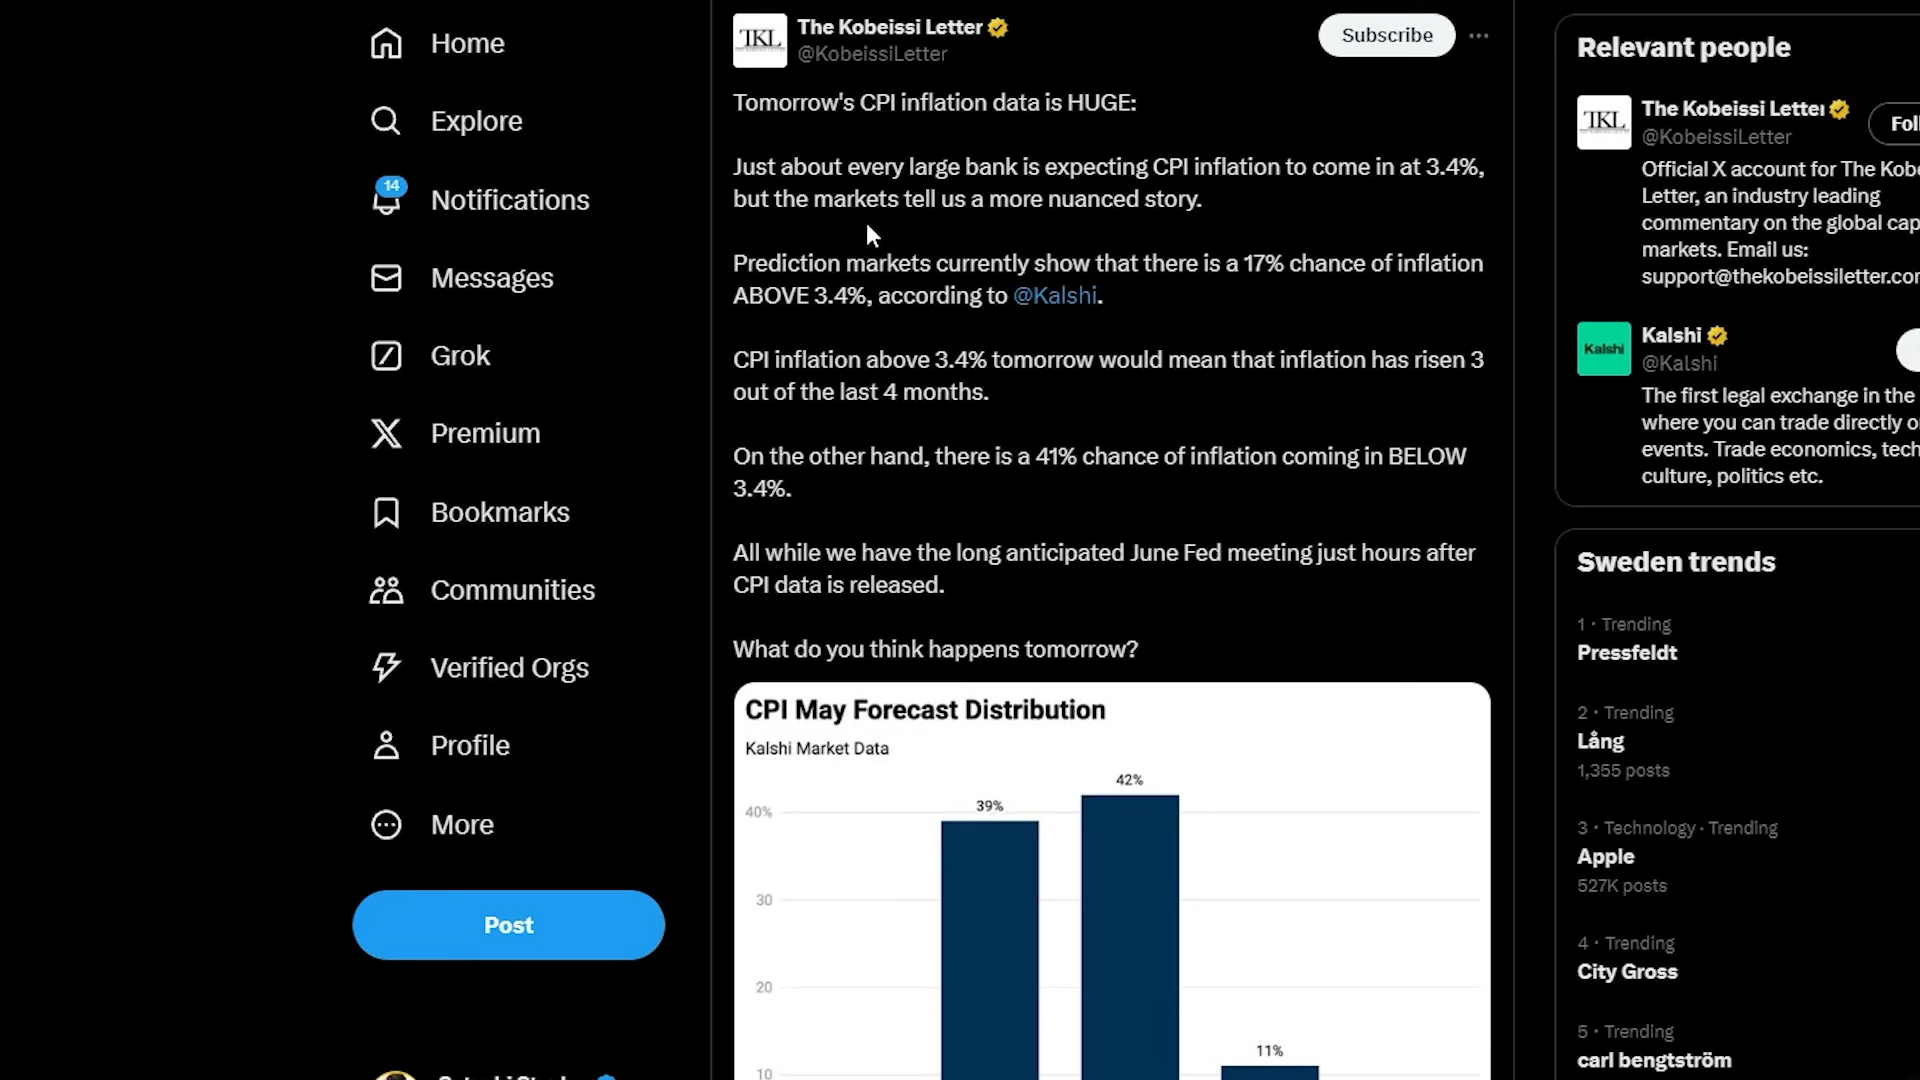 Home
Explore
14
Notifications
Messages
Grok
Premium
Bookmarks
Communities
Verified Orgs
Profile
More
Post
TKL
The Kobeissi Letter
@KobeissiLetter
Subscribe
Tomorrow's CPI inflation data is HUGE:
Just about every large bank is expecting CPI inflation to come in at 3.4%,
but the markets tell us a more nuanced story.
Prediction markets currently show that there is a 17% chance of inflation
ABOVE 3.4%, according to @Kalshi.
CPI inflation above 3.4% tomorrow would mean that inflation has risen 3
out of the last 4 months.
On the other hand, there is a 41% chance of inflation coming in BELOW
3.4%.
All while we have the long anticipated June Fed meeting just hours after
CPI data is released.
What do you think happens tomorrow?
CPI May Forecast Distribution
Kalshi Market Data
42%
39%
40%
30
20
11%
10
Relevant people
TKL
The Kobeissi Letter
@KobeissiLetter
Official X account for The
Letter, an industry leading
commentary on the global
markets. Email us:
Kalshi
Kalshi
@Kalshi
The first legal exchange in the
where you can trade directly
events. Trade economics,
culture, politics etc.
Sweden trends
1 · Trending
Pressfeldt
2 · Trending
Lång
1,355 posts
3 · Technology · Trending
Apple
527K posts
4 · Trending
City Gross
5 · Trending
carl bengtström